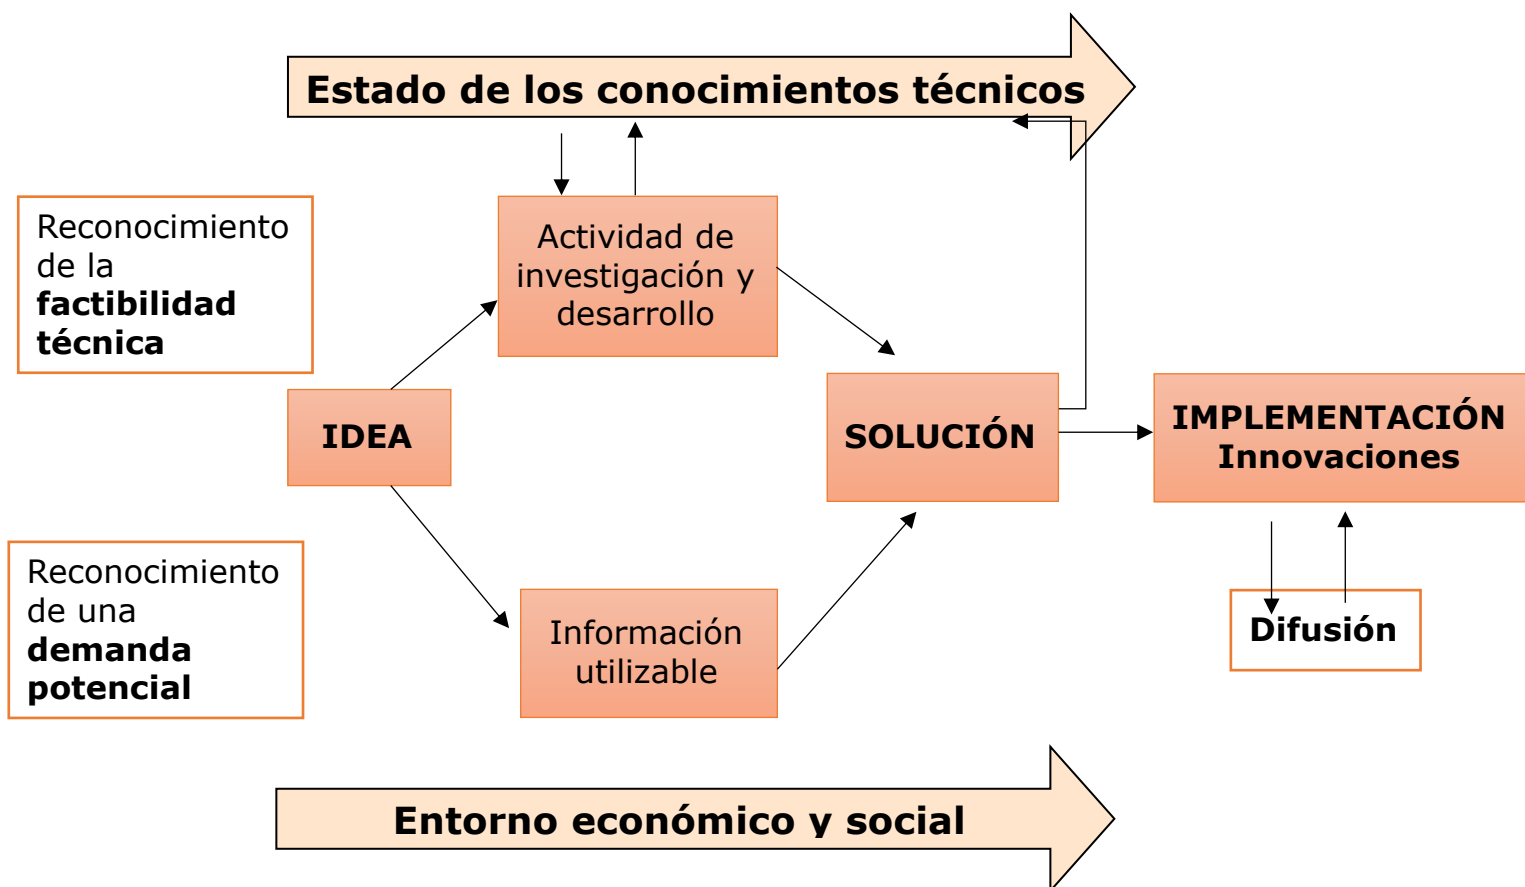 Estado de los conocimientos técnicos
Reconocimiento
de la
factibilidad
técnica
Actividad de
investigación y
desarrollo
IDEA
SOLUCIÓN
IMPLEMENTACIÓN
Innovaciones
Reconocimiento
de una
demanda
potencial
Información
utilizable
Difusión
Entorno económico y social